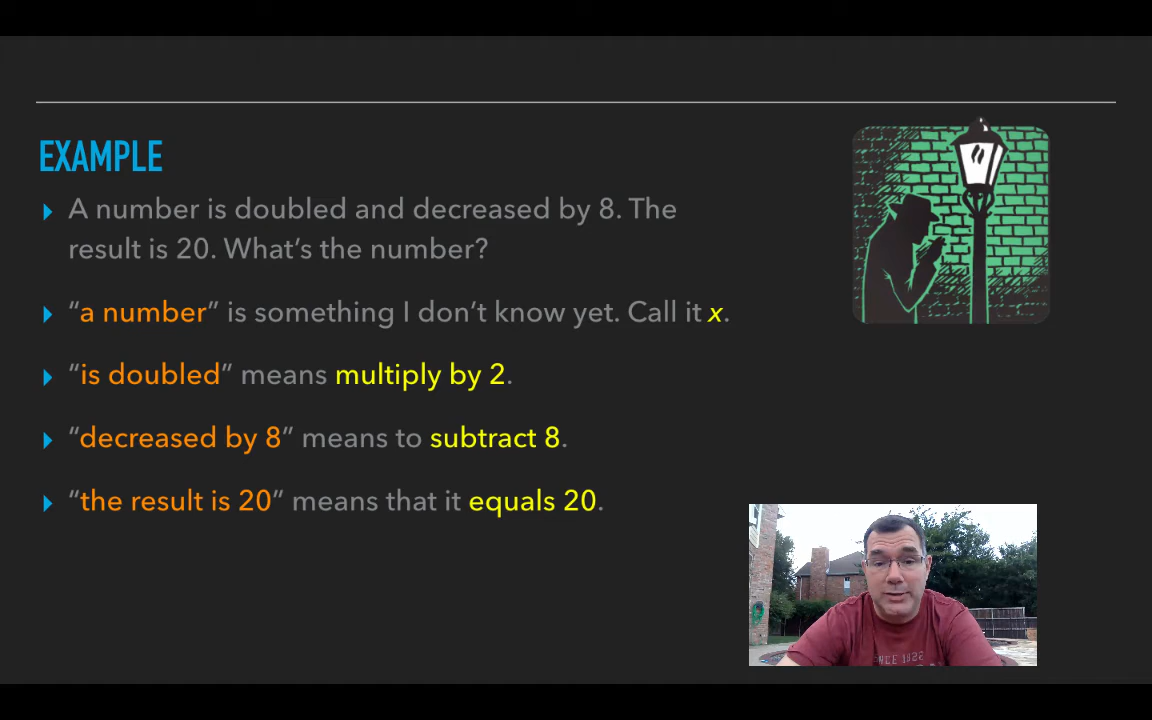 EXAMPLE
A number is doubled and decreased by 8. The
result is 20. What’s the number?
“a number” is something I don’t know yet. Call it x.
“is doubled” means multiply by 2.
“decreased by 8” means to subtract 8.
“the result is 20” means that it equals 20.
SINCE 1932